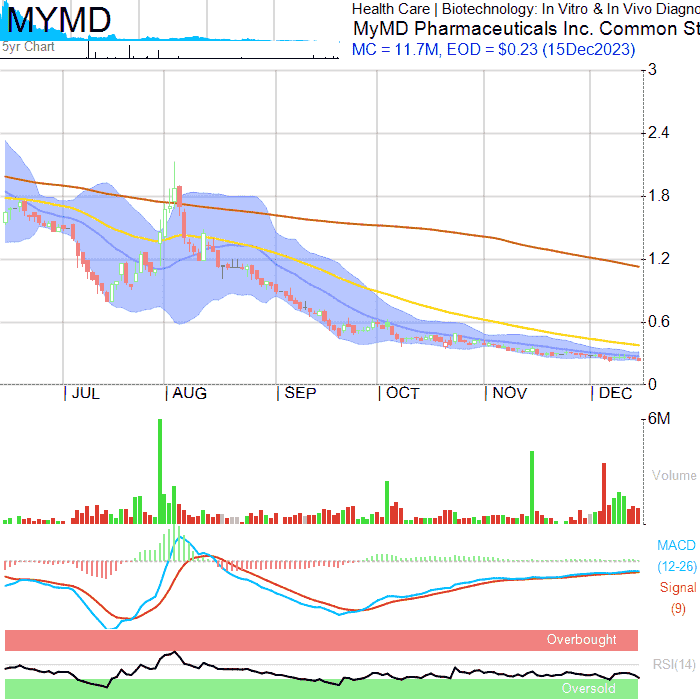 MYMD
5yr Chart
Health Care | Biotechnology: In Vitro & In Vivo Diagno
MyMD Pharmaceuticals Inc. Common St
MC = 11.7M, EOD = $0.23 (15Dec2023)
3
2.4
1.8
1.2
0.6
0
JUL AUG SEP OCT NOV DEC
6M
Volume
MACD
(12-26)
Signal
(9)
Overbought
RSI(14)
Oversold